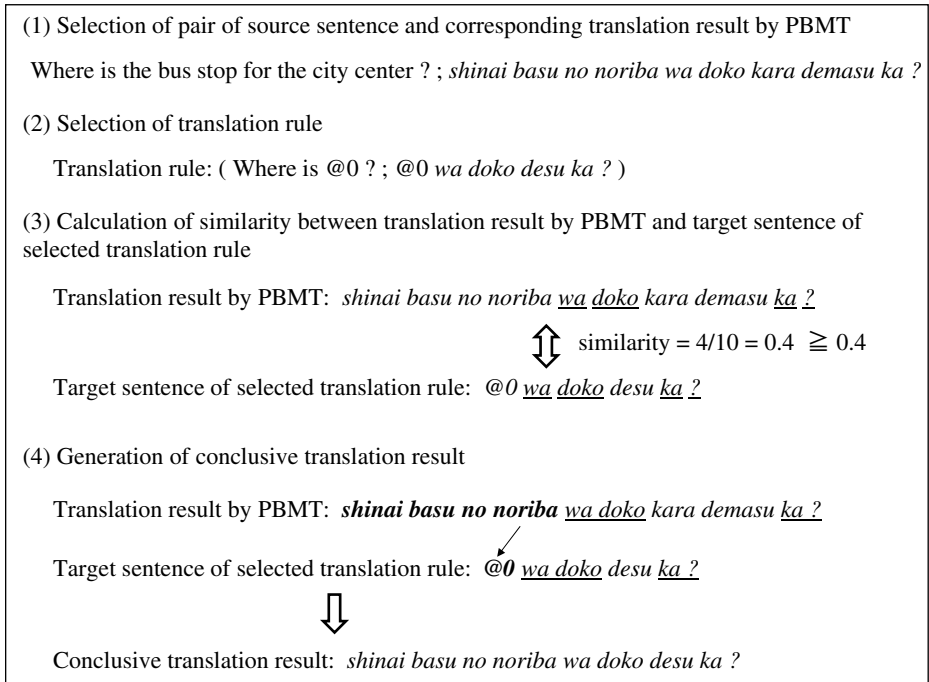 (1) Selection of pair of source sentence and corresponding translation result by PBMT
Where is the bus stop for the city center ? ; shinai basu no noriba wa doko kara demasu ka ?
(2) Selection of translation rule
Translation rule: ( Where is @0 ? ; @0 wa doko desu ka ? )
(3) Calculation of similarity between translation result by PBMT and target sentence of
selected translation rule
Translation result by PBMT: shinai basu no noriba wa doko kara demasu ka ?
similarity = 4/10 = 0.4 ≧ 0.4
Target sentence of selected translation rule: @0 wa doko desu ka ?
(4) Generation of conclusive translation result
Translation result by PBMT: shinai basu no noriba wa doko kara demasu ka ?
Target sentence of selected translation rule: @0 wa doko desu ka ?
Conclusive translation result: shinai basu no noriba wa doko desu ka ?